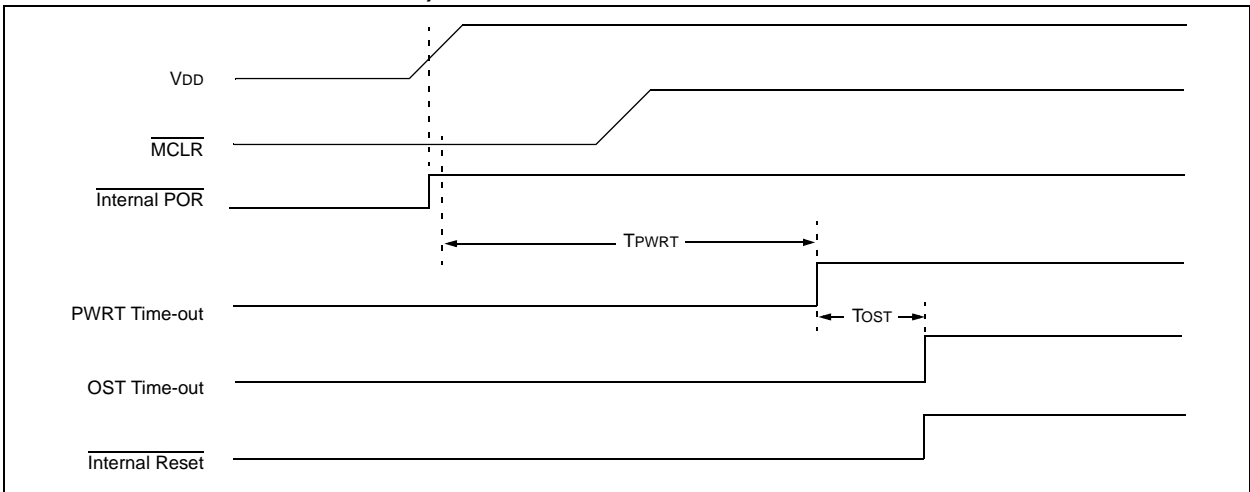 VDD
MCLR
Internal POR
TPWRT
PWRT Time-out
TOST
OST Time-out
Internal Reset